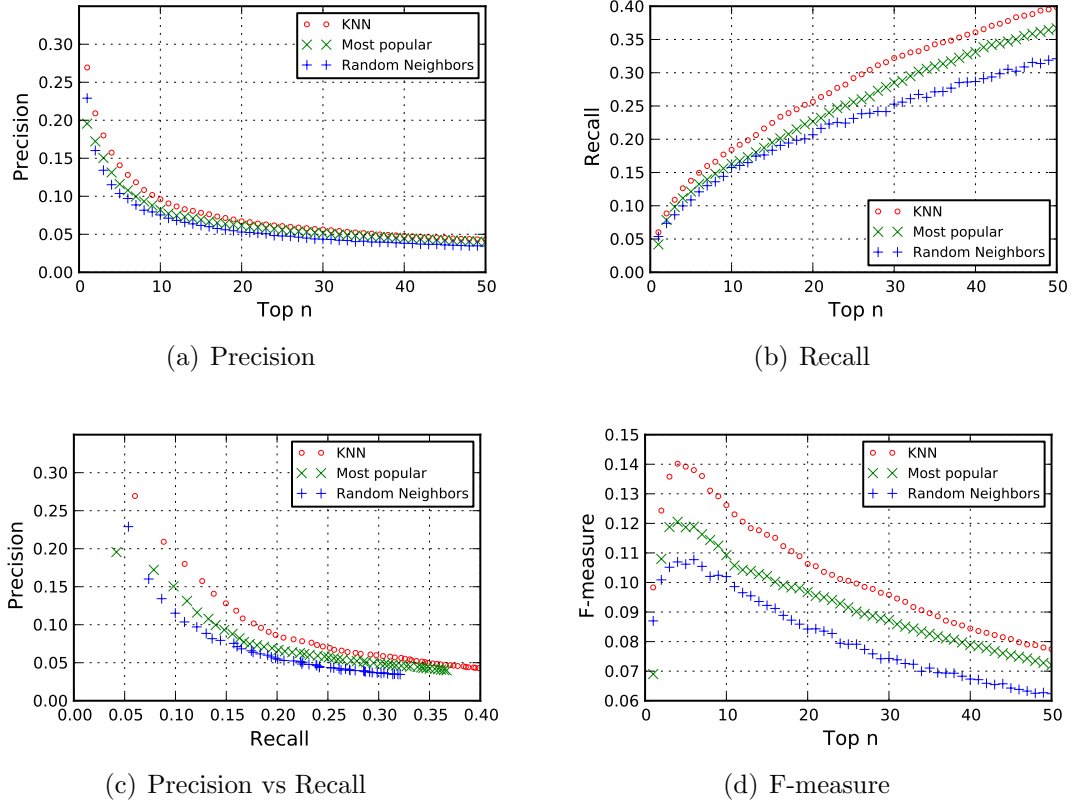 0.35
0.30
0.25
0.20
0.15
0.10
0.05
0.00
Precision
0 10 20 30 40 50
Top n
KNN
Most popular
Random Neighbors
(a) Precision
0.40
0.35
0.30
0.25
0.20
0.15
0.10
0.05
0.00
Recall
0 10 20 30 40 50
Top n
KNN
Most popular
Random Neighbors
(b) Recall
0.30
0.25
0.20
0.15
0.10
0.05
0.00
Precision
0.00 0.05 0.10 0.15 0.20 0.25 0.30 0.35 0.40
Recall
KNN
Most popular
Random Neighbors
(c) Precision vs Recall
0.15
0.14
0.13
0.12
0.11
0.10
0.09
0.08
0.07
0.06
F-measure
0 10 20 30 40 50
Top n
KNN
Most popular
Random Neighbors
(d) F-measure